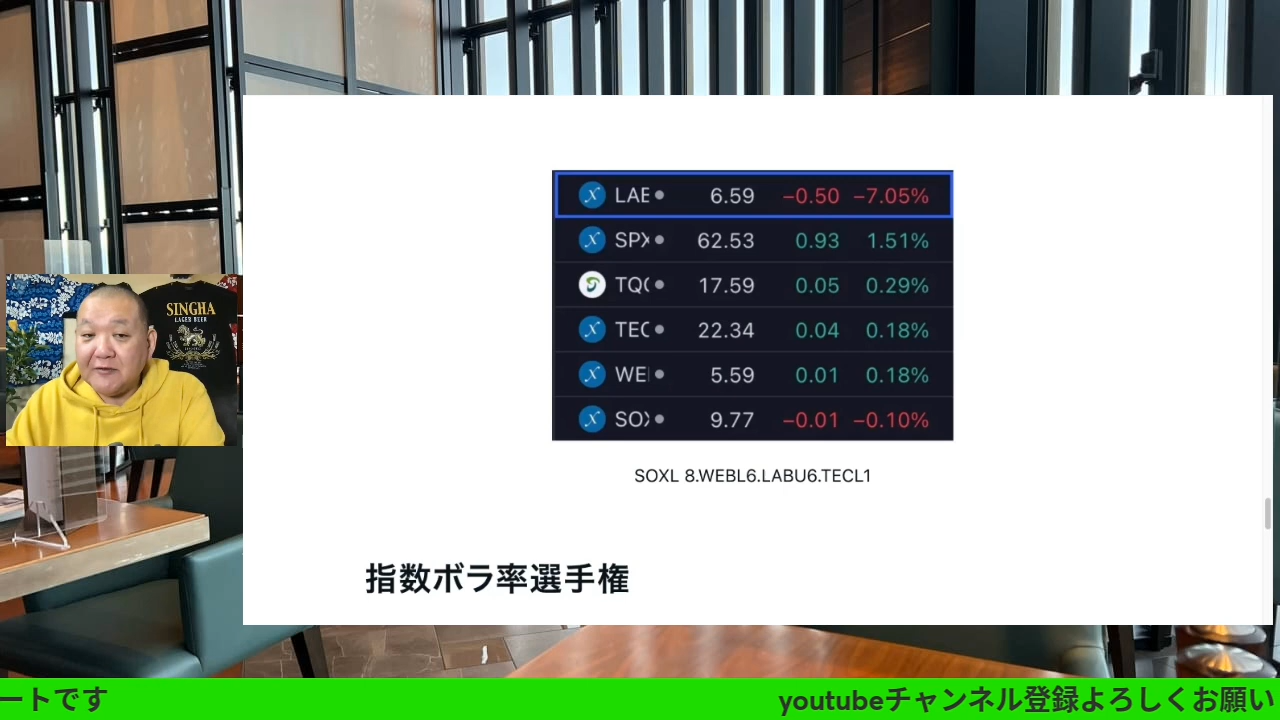 SINGHA
LAGER BEER
LAE 6.59 −0.50 −7.05%
SPX 62.53 0.93 1.51%
TQQ 17.59 0.05 0.29%
TEC 22.34 0.04 0.18%
WE 5.59 0.01 0.18%
SOX 9.77 −0.01 −0.10%
SOXL 8.WEBL6.LABU6.TECL1
指数ボラ率選手権
ートです
youtubeチャンネル登録よろしくお願い